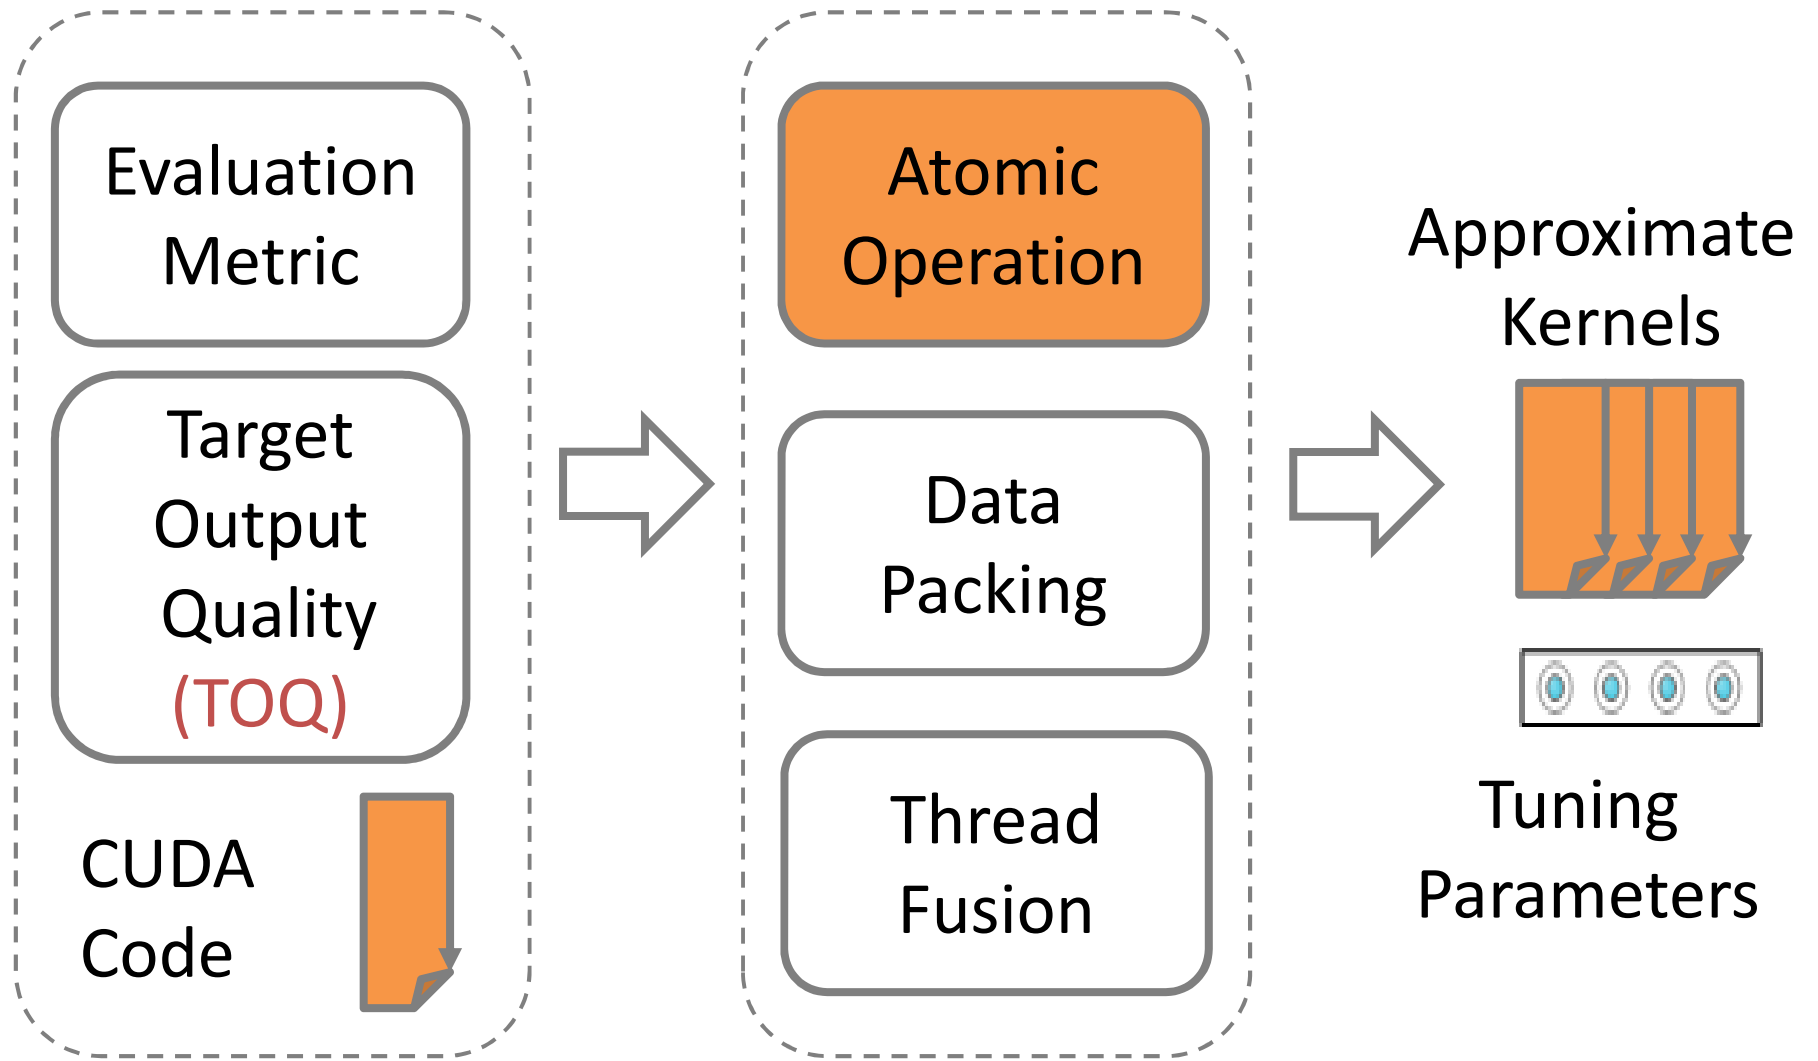 Evaluation
Metric
Target
Output
Quality
(TOQ)
CUDA
Code
Atomic
Operation
Data
Packing
Thread
Fusion
Approximate
Kernels
Tuning
Parameters